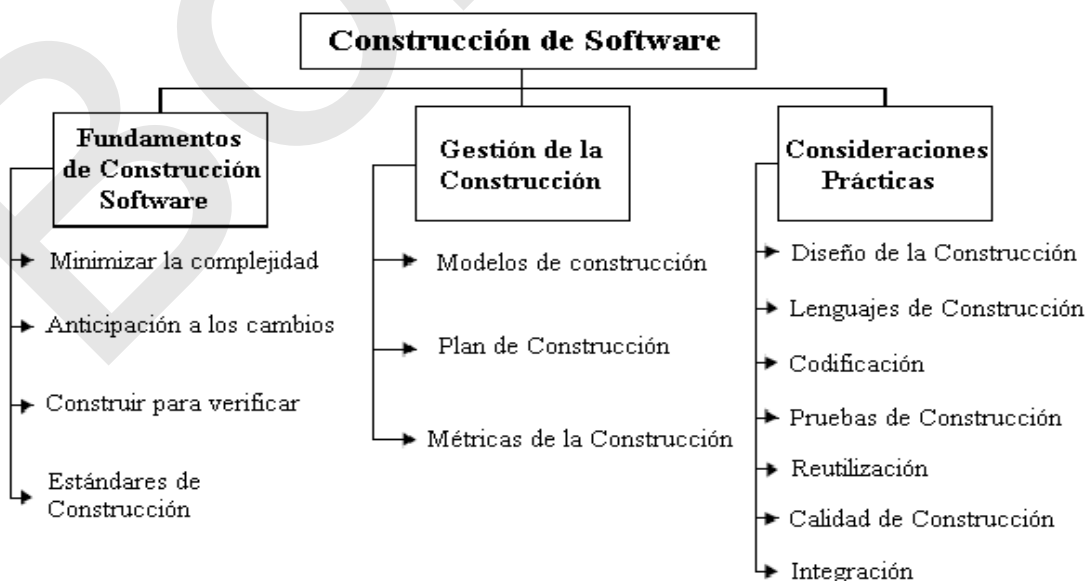 Construcción de Software
Fundamentos
de Construcción
Software
Minimizar la complejidad
Anticipación a los cambios
Construir para verificar
Estándares de
Construcción
Gestión de la
Construcción
Modelos de construcción
Plan de Construcción
Métricas de la Construcción
Consideraciones
Prácticas
Diseño de la Construcción
Lenguajes de Construcción
Codificación
Pruebas de Construcción
Reutilización
Calidad de Construcción
Integración